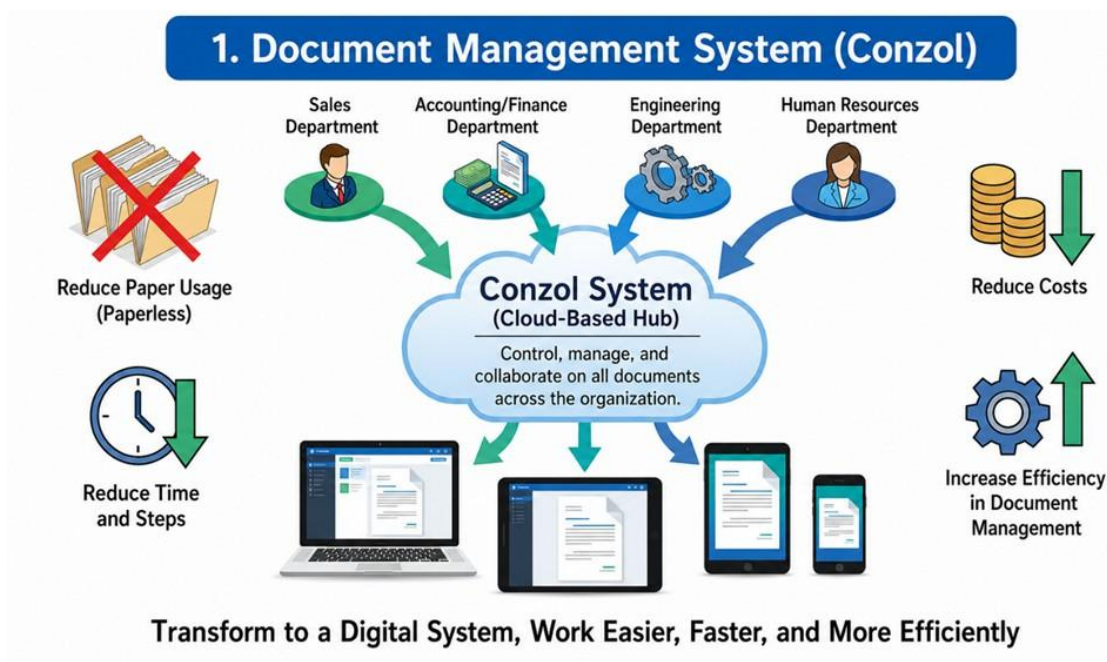 1. Document Management System (Conzol)
Sales
Department
Accounting/Finance
Department
Engineering
Department
Human Resources
Department
Reduce Paper Usage
(Paperless)
Conzol System
(Cloud-Based Hub)
Control, manage, and
collaborate on all documents
across the organization.
Reduce Costs
Reduce Time
and Steps
Increase Efficiency
in Document
Management
Transform to a Digital System, Work Easier, Faster, and More Efficiently